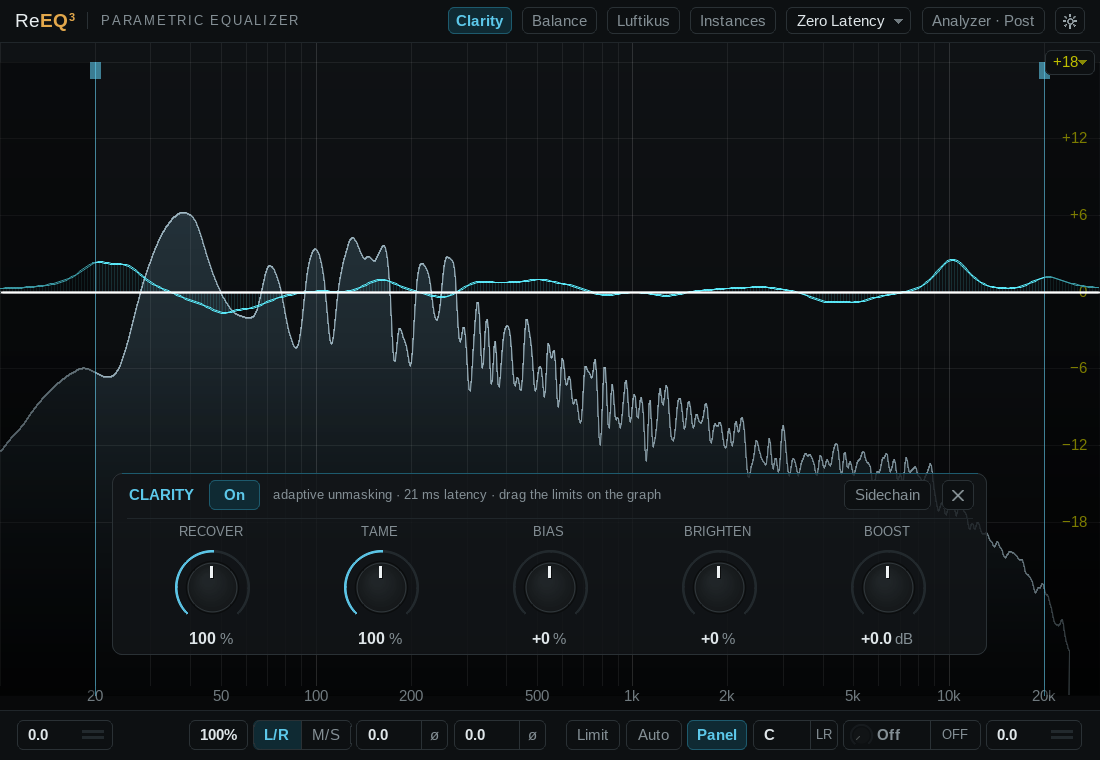 ReEQ³ PARAMETRIC EQUALIZER Clarity Balance Luftikus Instances Zero Latency Analyzer · Post
+18
+12
+6
0
−6
−12
−18
CLARITY On adaptive unmasking · 21 ms latency · drag the limits on the graph Sidechain
RECOVER TAME BIAS BRIGHTEN BOOST
100 % 100 % +0 % +0 % +0.0 dB
20 50 100 200 500 1k 2k 5k 10k 20k
0.0 100% L/R M/S 0.0 ø 0.0 ø Limit Auto Panel C LR Off OFF 0.0